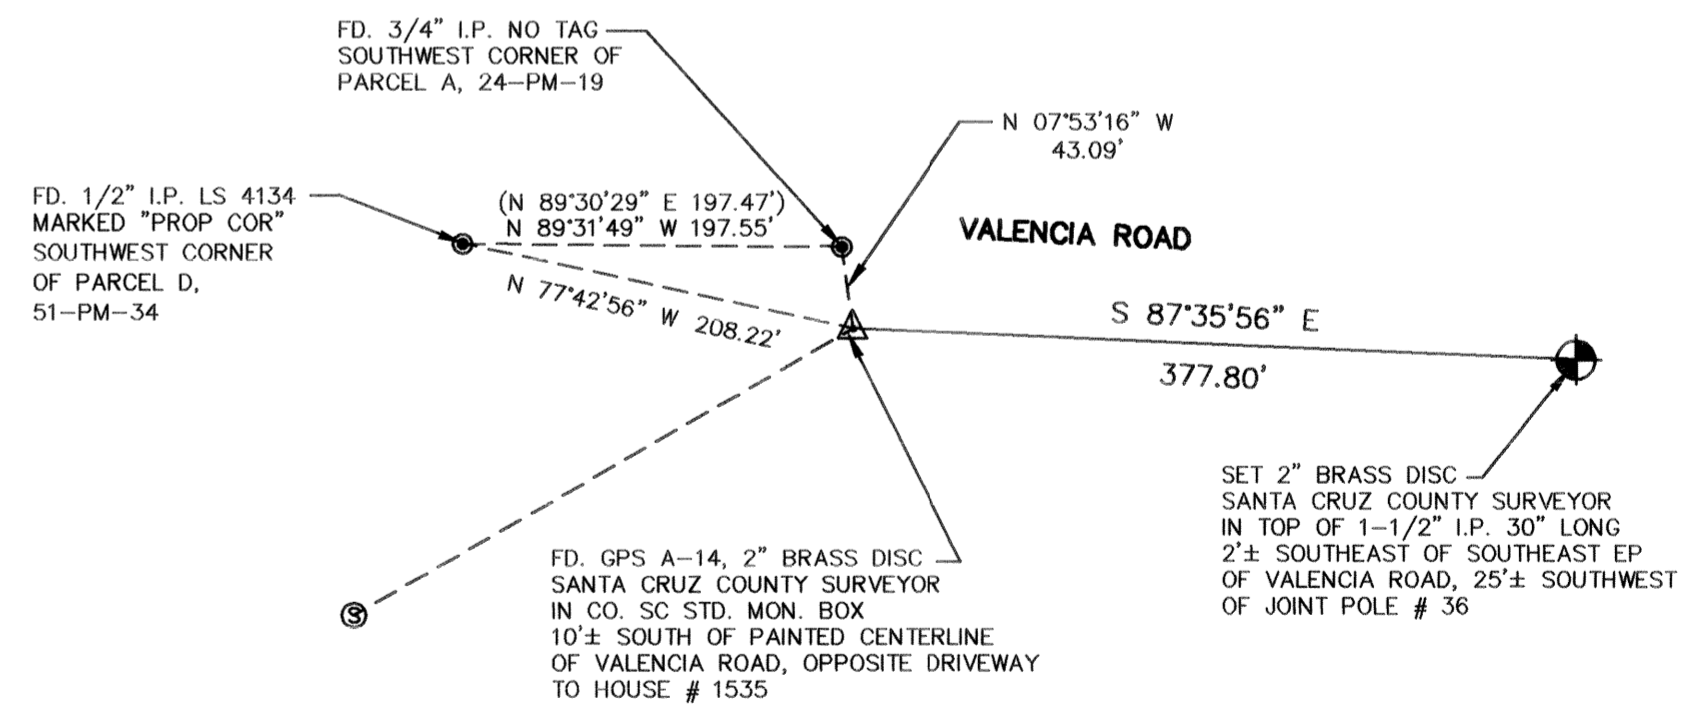 FD. 3/4" I.P. NO TAG
SOUTHWEST CORNER OF
PARCEL A, 24-PM-19
N 07°53'16" W
43.09'
FD. 1/2" I.P. LS 4134
MARKED "PROP COR"
SOUTHWEST CORNER
OF PARCEL D,
51-PM-34
(N 89°30'29" E 197.47')
N 89°31'49" W 197.55'
VALENCIA ROAD
N 77°42'56" W 208.22'
S 87°35'56" E
377.80'
SET 2" BRASS DISC
SANTA CRUZ COUNTY SURVEYOR
IN TOP OF 1-1/2" I.P. 30" LONG
2'± SOUTHEAST OF SOUTHEAST EP
OF VALENCIA ROAD, 25'± SOUTHWEST
OF JOINT POLE # 36
FD. GPS A-14, 2" BRASS DISC
SANTA CRUZ COUNTY SURVEYOR
IN CO. SC STD. MON. BOX
10'± SOUTH OF PAINTED CENTERLINE
OF VALENCIA ROAD, OPPOSITE DRIVEWAY
TO HOUSE # 1535
S